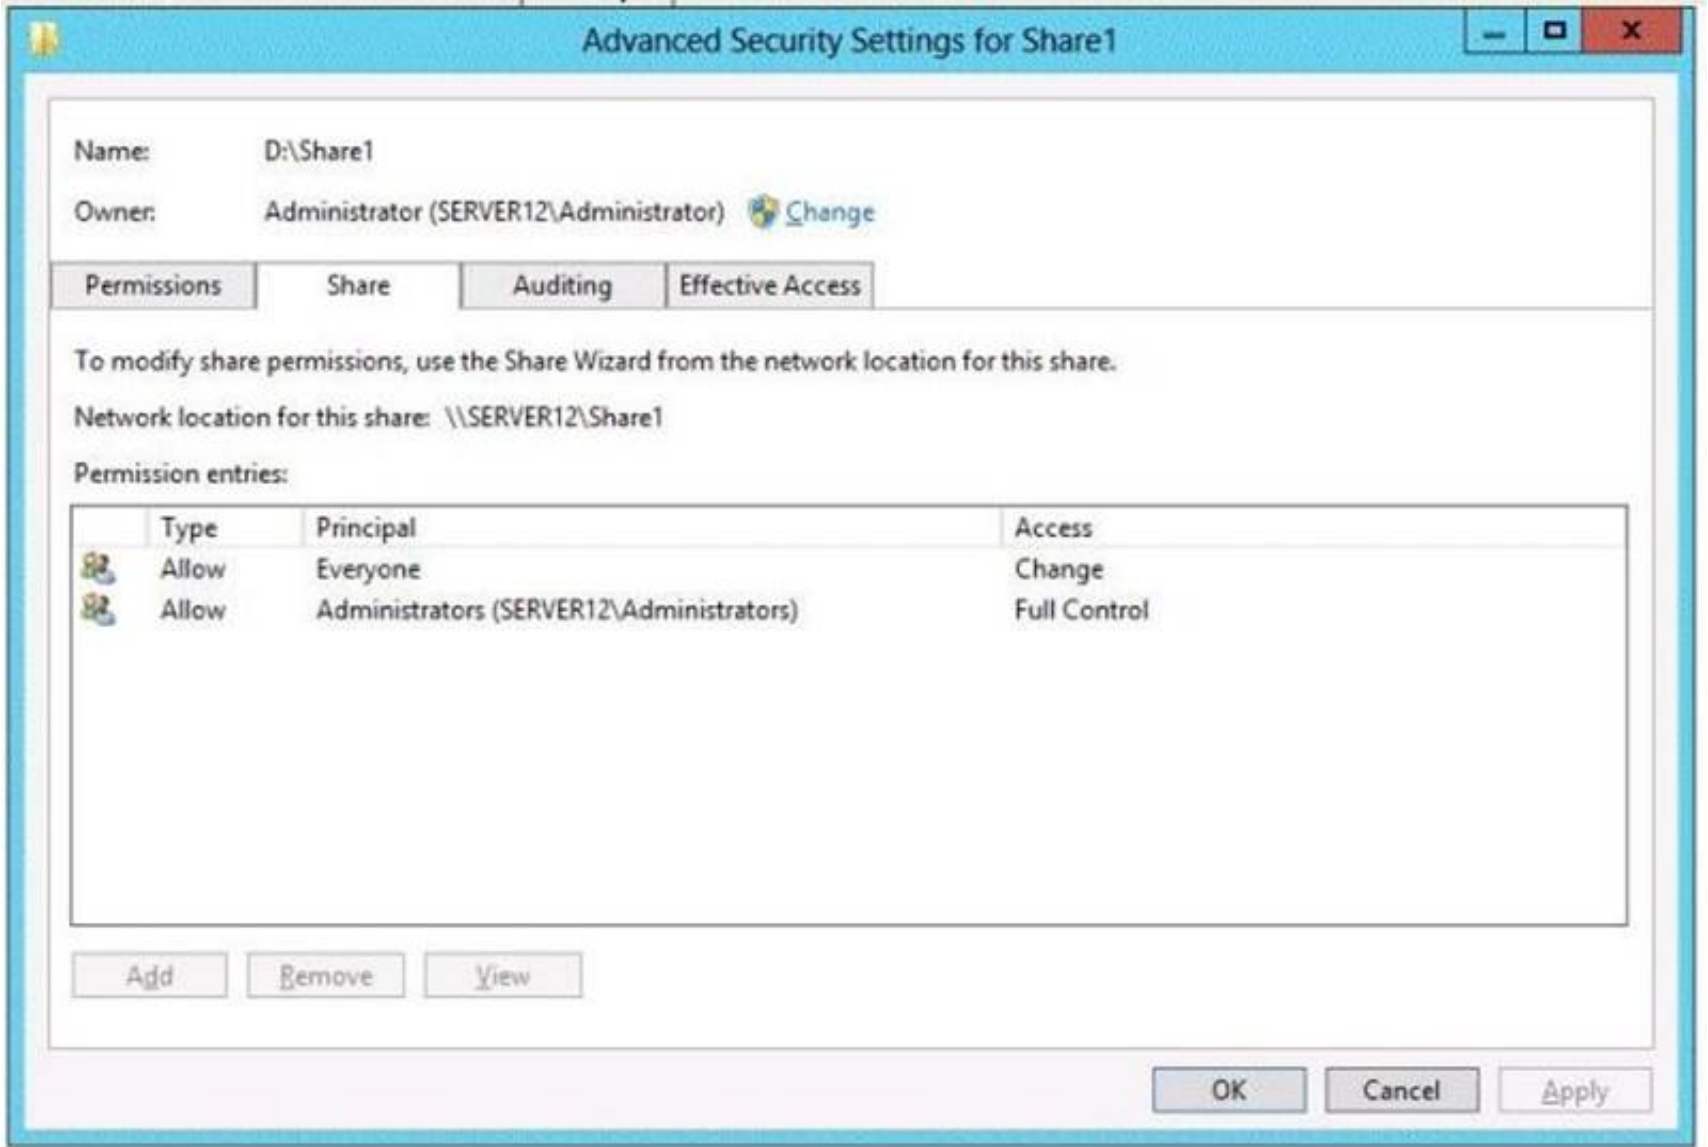 Advanced Security Settings for Share1
Name: D:\Share1
Owner: Administrator (SERVER12\Administrator) Change
Permissions Share Auditing Effective Access
To modify share permissions, use the Share Wizard from the network location for this share.
Network location for this share: \\SERVER12\Share1
Permission entries:
Type Principal Access
Allow Everyone Change
Allow Administrators (SERVER12\Administrators) Full Control
Add Remove View
OK Cancel Apply